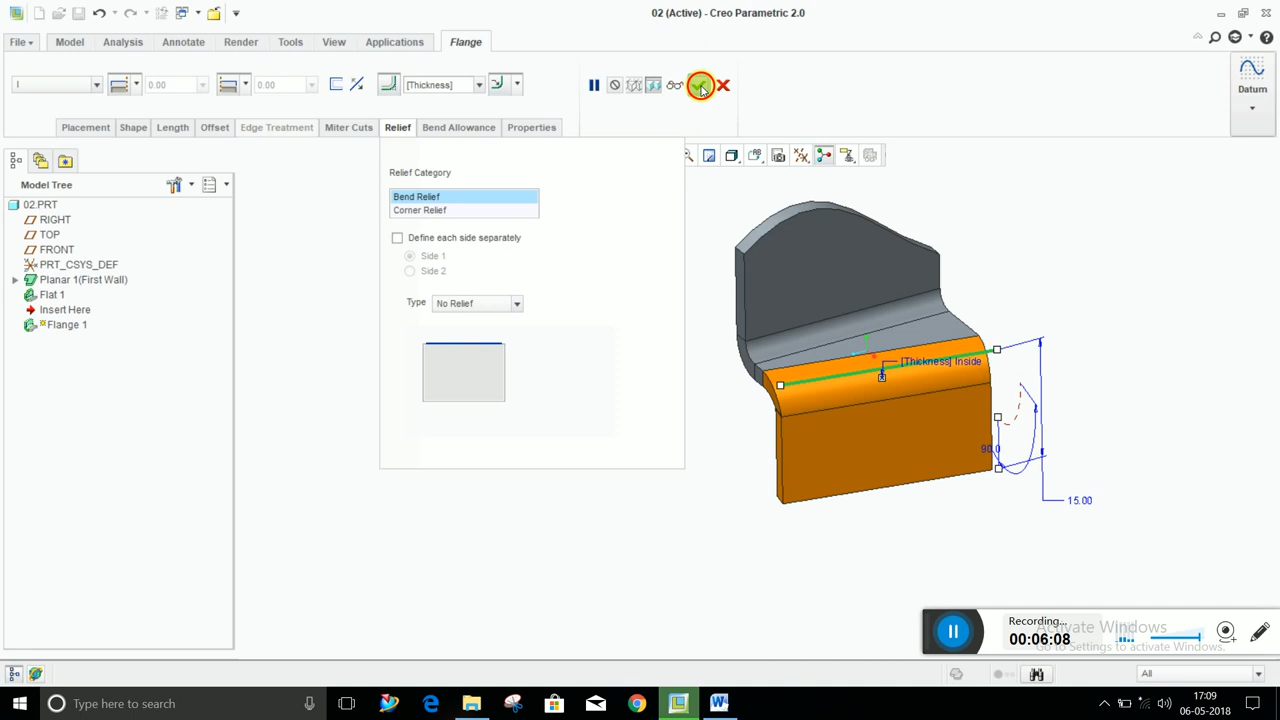 02 (Active) - Creo Parametric 2.0
File Model Analysis Annotate Render Tools View Applications Flange
I 0.00 0.00 [Thickness]
Datum
Placement Shape Length Offset Edge Treatment Miter Cuts Relief Bend Allowance Properties
Model Tree
02.PRT
RIGHT
TOP
FRONT
PRT_CSYS_DEF
Planar 1(First Wall)
Flat 1
Insert Here
Flange 1
Relief Category
Bend Relief
Corner Relief
Define each side separately
Side 1
Side 2
Type No Relief
[Thickness] Inside
90.0
15.00
Recording...
00:06:08
Activate Windows
Go to Settings to activate Windows.
All
Type here to search
17:09
06-05-2018